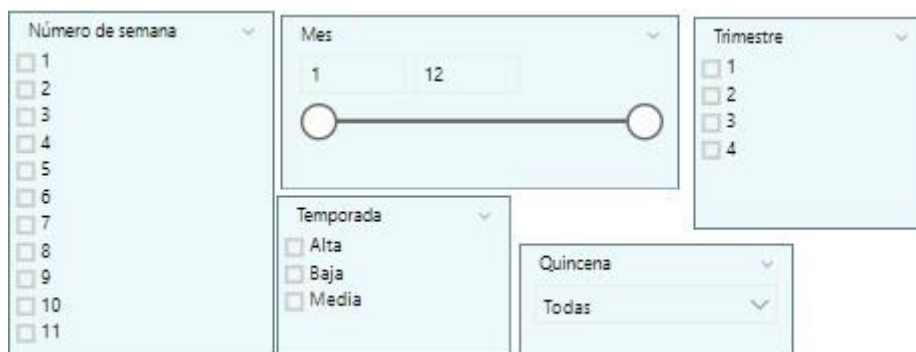 Número de semana
1
2
3
4
5
6
7
8
9
10
11
Mes
1 12
Temporada
Alta
Baja
Media
Trimestre
1
2
3
4
Quincena
Todas